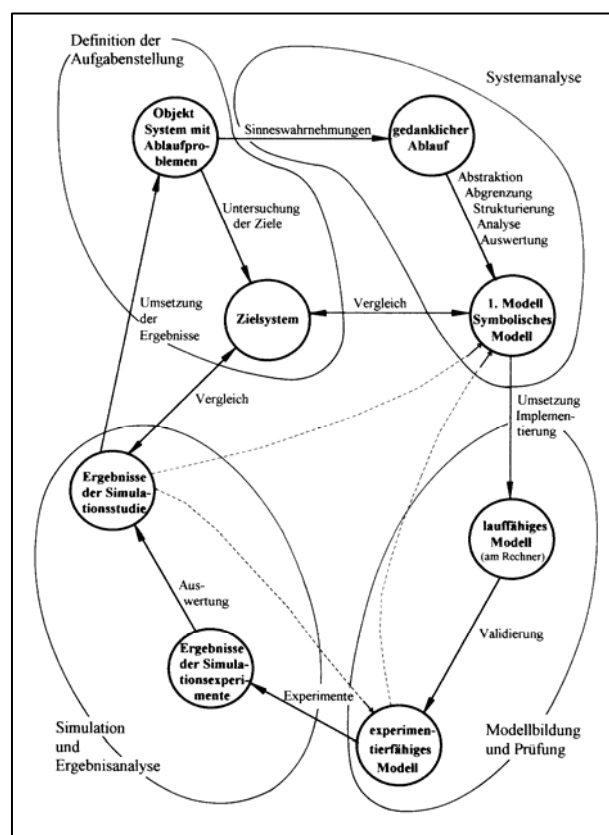 Definition der
Aufgabenstellung
Systemanalyse
Objekt
System mit
Ablaufpro-
blemen
Sinneswahrnehmungen
gedanklicher
Ablauf
Abstraktion
Abgrenzung
Strukturierung
Analyse
Auswertung
Untersuchung
der Ziele
Umsetzung
der
Ergebnisse
Zielsystem
Vergleich
1. Modell
Symbolisches
Modell
Vergleich
Umsetzung
Implemen-
tierung
Ergebnisse
der Simula-
tionsstudie
lauffähiges
Modell
(am Rechner)
Aus-
wertung
Validierung
Ergebnisse
der Simula-
tionsexperi-
mente
Experimente
experimen-
tierfähiges
Modell
Simulation
und
Ergebnisanalyse
Modellbildung
und Prüfung